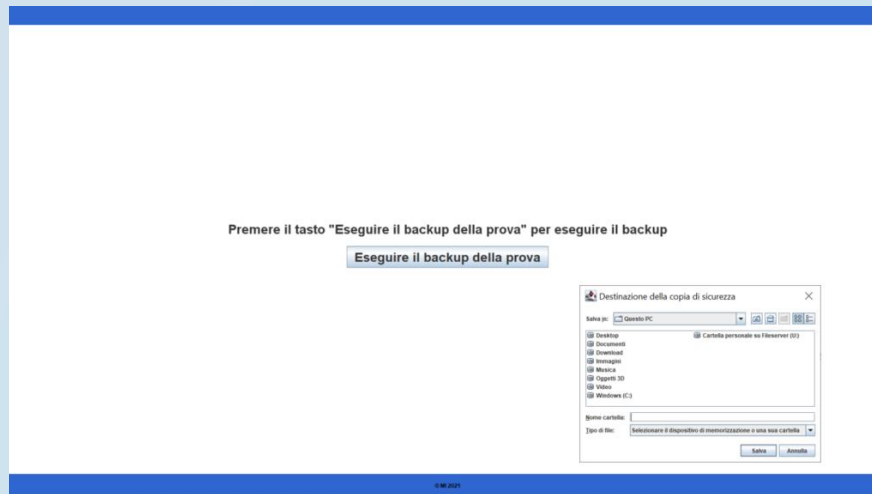 Premere il tasto "Eseguire il backup della prova" per eseguire il backup
Eseguire il backup della prova
Destinazione della copia di sicurezza
Salva in: Questo PC
Desktop
Documenti
Download
Immagini
Musica
Oggetti 3D
Video
Windows (C:)
Cartella personale su Fileserver (U:)
Nome cartella:
Tipo di file: Selezionare il dispositivo di memorizzazione o una sua cartella
Salva Annulla
2021